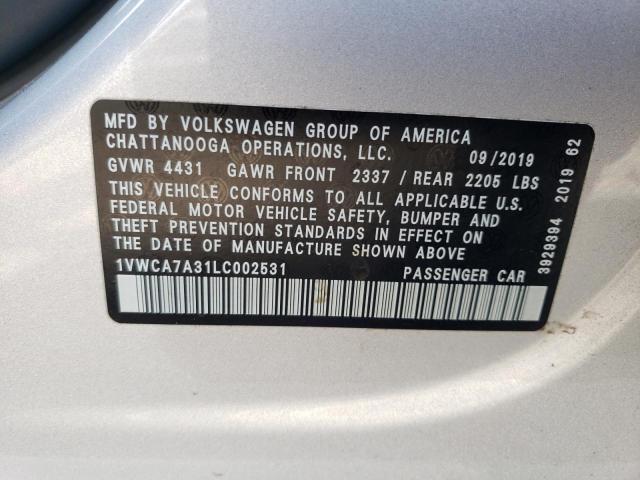 MFD BY VOLKSWAGEN GROUP OF AMERICA
CHATTANOOGA OPERATIONS, LLC. 09/2019
GVWR 4431 GAWR FRONT 2337 / REAR 2205 LBS
THIS VEHICLE CONFORMS TO ALL APPLICABLE
FEDERAL MOTOR VEHICLE SAFETY, BUMPER AND
THEFT PREVENTION STANDARDS IN EFFECT ON
THE DATE OF MANUFACTURE SHOWN ABOVE
1VWCA7A31LC002531 PASSENGER CAR
3929394 2019 62